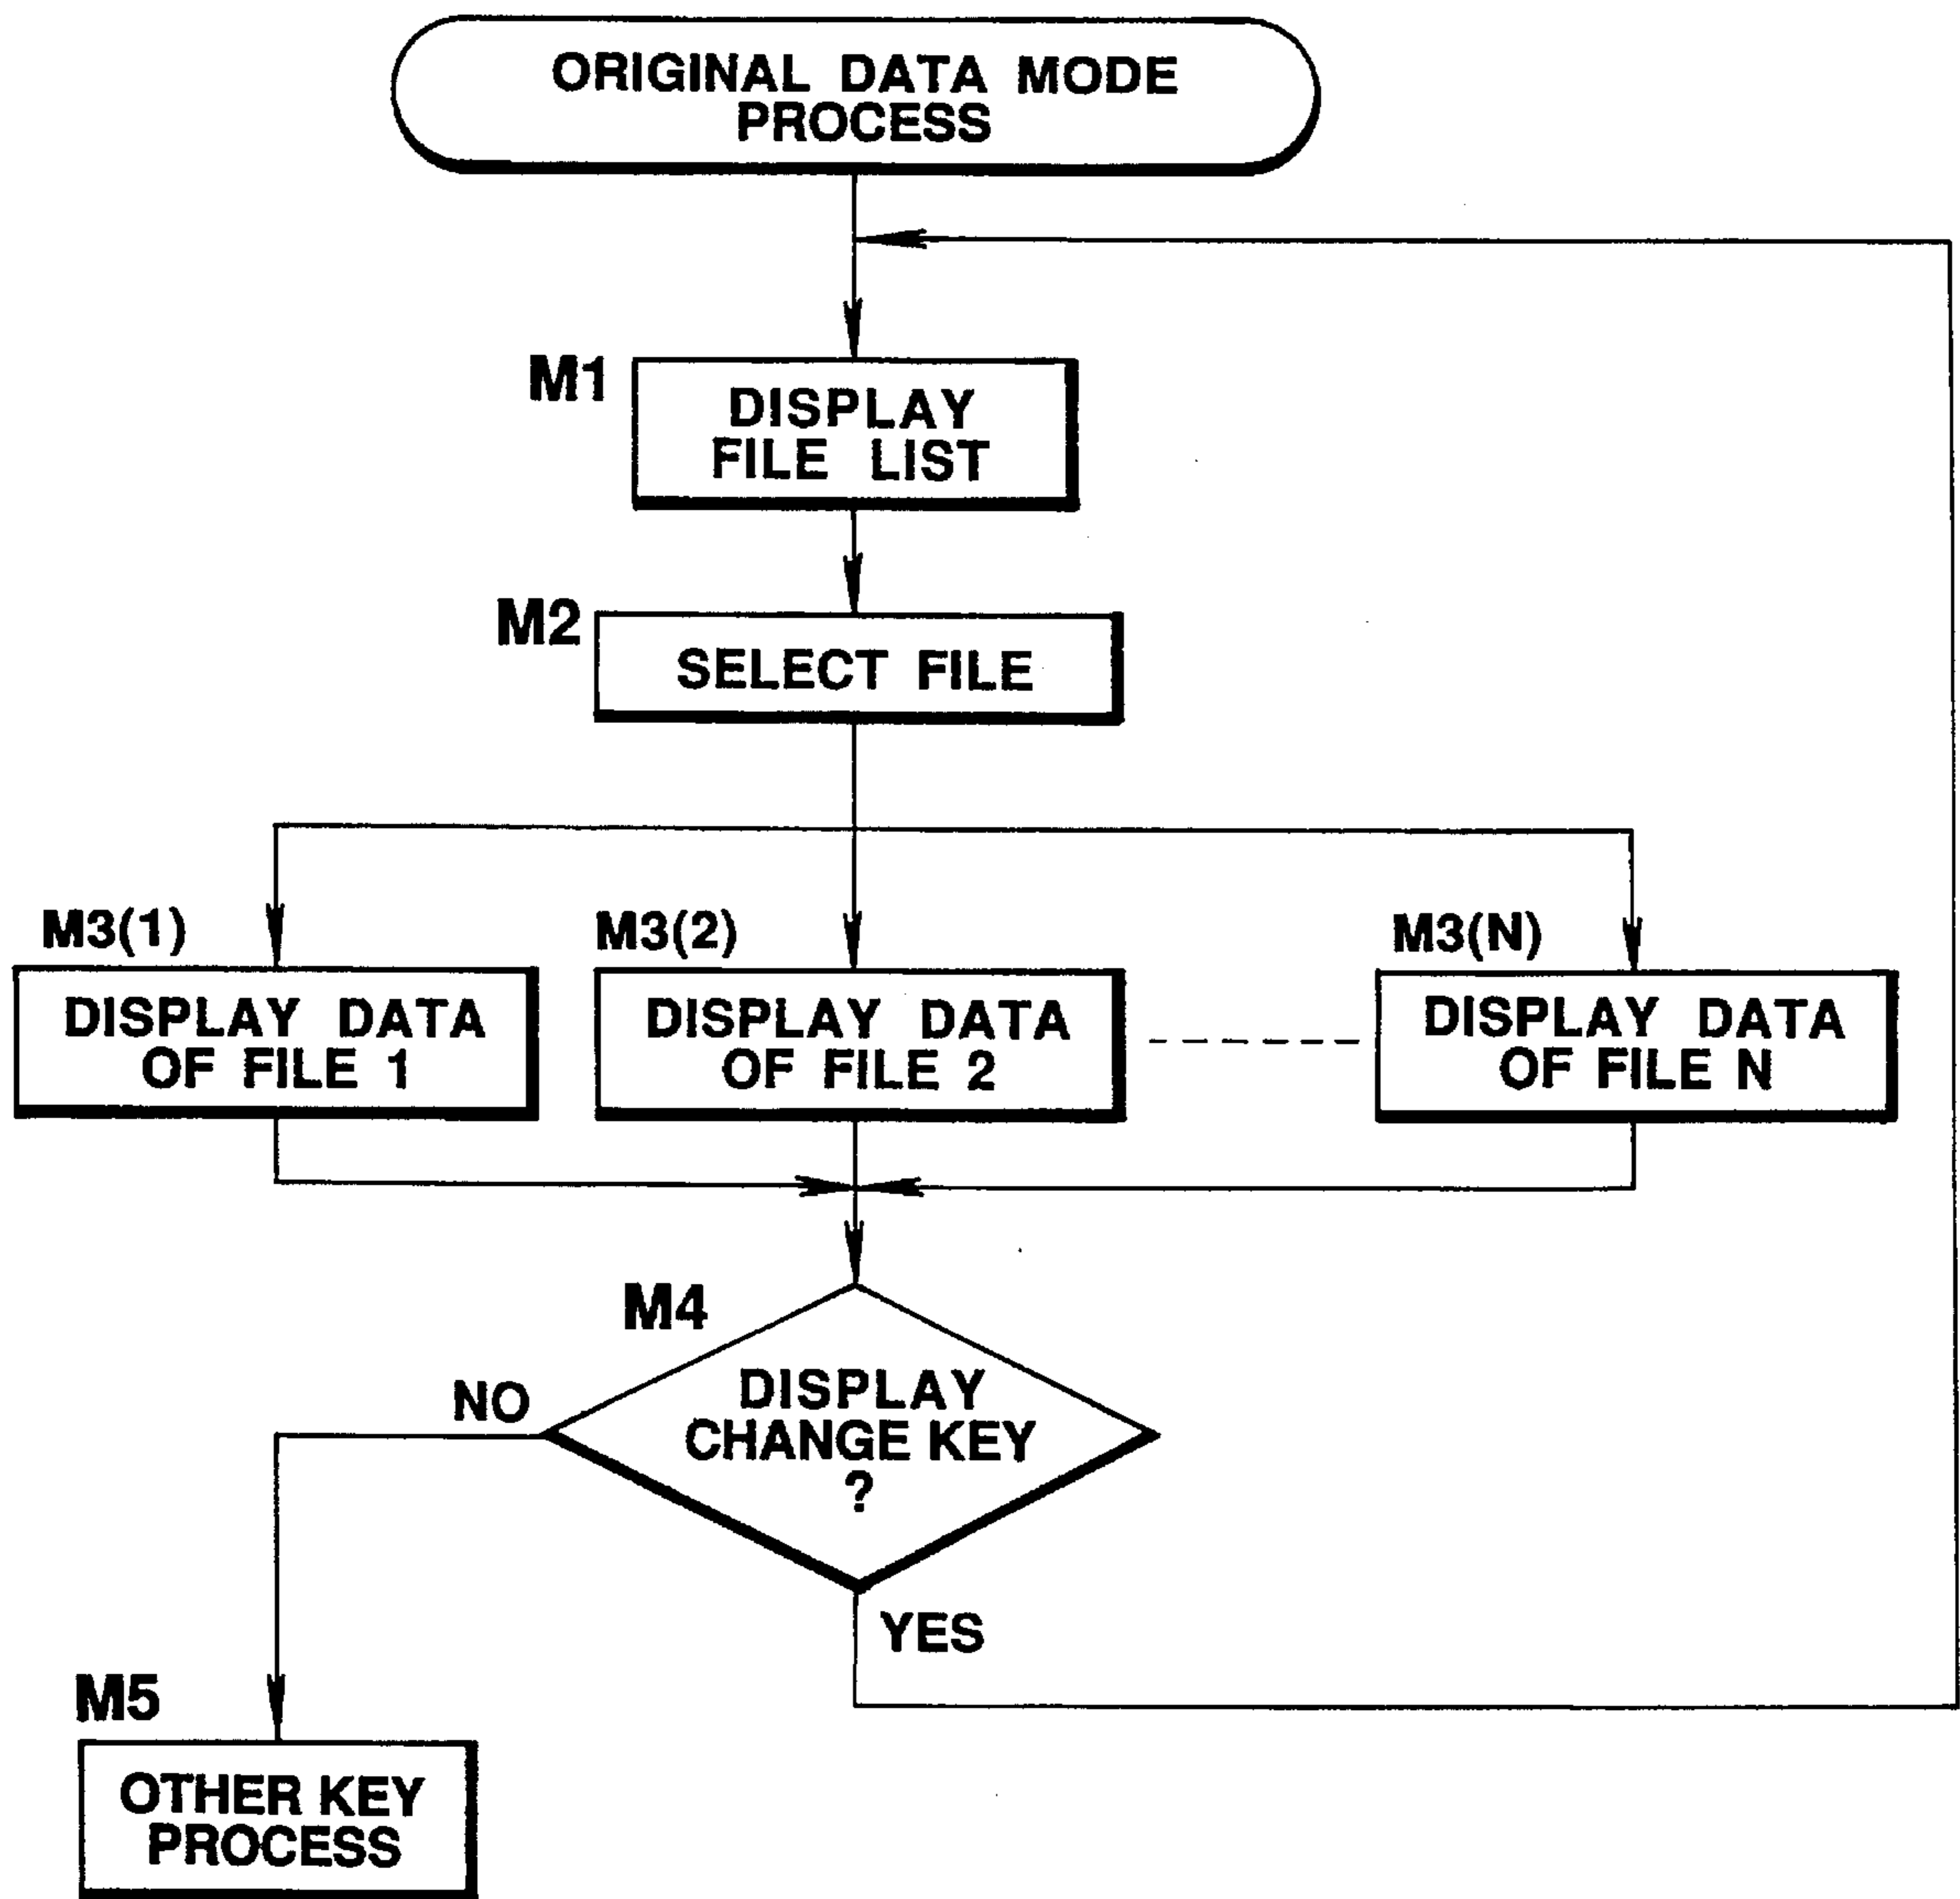 ORIGINAL DATA MODE
PROCESS
M1
DISPLAY
FILE LIST
M2
SELECT FILE
M3(1)
DISPLAY DATA
OF FILE 1
M3(2)
DISPLAY DATA
OF FILE 2
M3(N)
DISPLAY DATA
OF FILE N
M4
DISPLAY
CHANGE KEY
?
NO
YES
M5
OTHER KEY
PROCESS